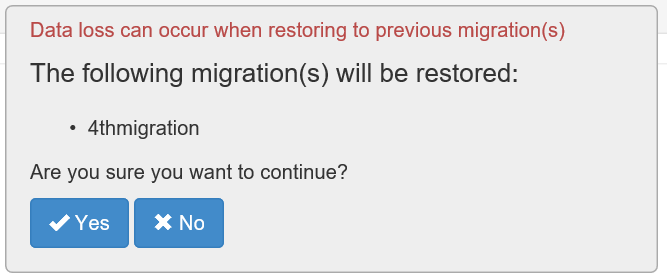 Data loss can occur when restoring to previous migration(s)
The following migration(s) will be restored:
• 4thmigration
Are you sure you want to continue?
✔ Yes ✖ No